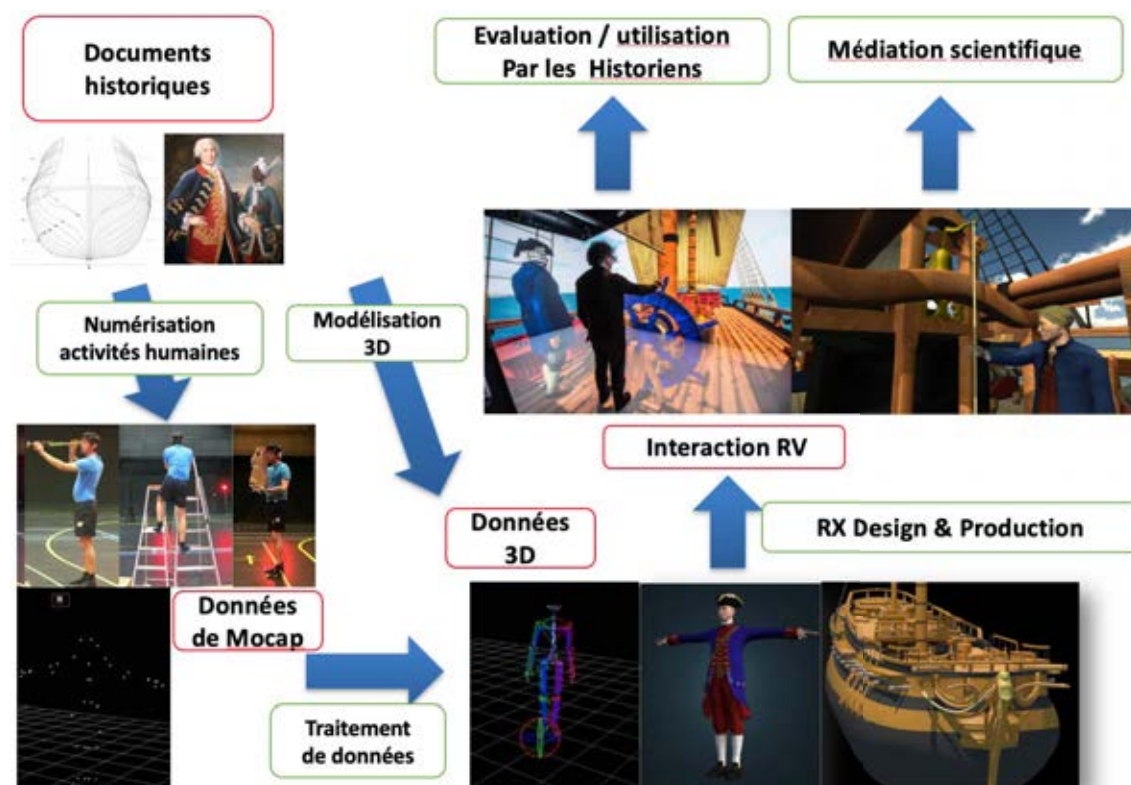 Documents
historiques
Evaluation / utilisation
Par les Historiens
Médiation scientifique
Numérisation
activités humaines
Modélisation
3D
Interaction RV
Données
3D
RX Design & Production
Données
de Mocap
Traitement
de données